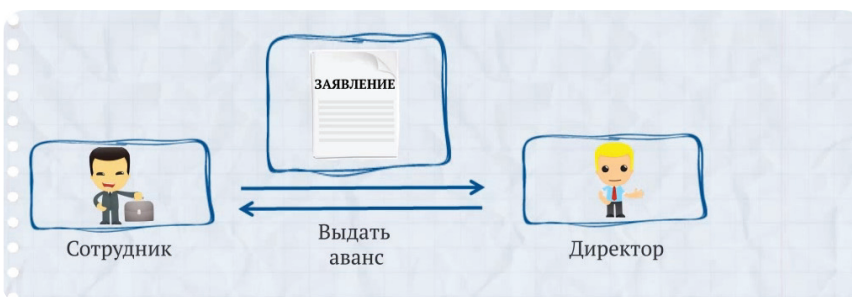 ЗАЯВЛЕНИЕ
Сотрудник
Выдать
аванс
Директор